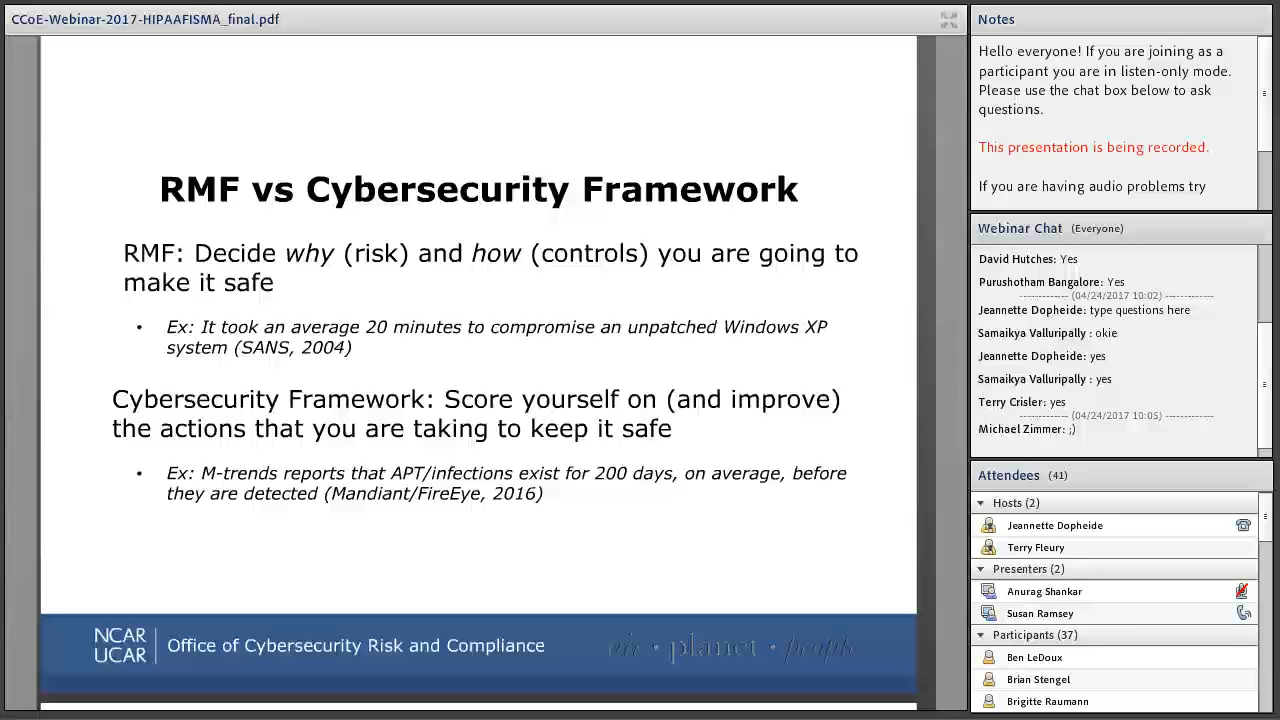 CCoE-Webinar-2017-HIPAAFISMA_final.pdf
RMF vs Cybersecurity Framework
RMF: Decide why (risk) and how (controls) you are going to
make it safe
• Ex: It took an average 20 minutes to compromise an unpatched Windows XP
system (SANS, 2004)
Cybersecurity Framework: Score yourself on (and improve)
the actions that you are taking to keep it safe
• Ex: M-trends reports that APT/infections exist for 200 days, on average, before
they are detected (Mandiant/FireEye, 2016)
NCAR
UCAR
Office of Cybersecurity Risk and Compliance
air • planet • people
Notes
Hello everyone! If you are joining as a
participant you are in listen-only mode.
Please use the chat box below to ask
questions.
This presentation is being recorded.
If you are having audio problems try
Webinar Chat (Everyone)
David Hutches: Yes
Purushotham Bangalore: Yes
------------- (04/24/2017 10:02) -------------
Jeannette Dopheide: type questions here
Samaikya Valluripally : okie
Jeannette Dopheide: yes
Samaikya Valluripally : yes
Terry Crisler: yes
------------- (04/24/2017 10:05) -------------
Michael Zimmer: ;)
Attendees (41)
Hosts (2)
Jeannette Dopheide
Terry Fleury
Presenters (2)
Anurag Shankar
Susan Ramsey
Participants (37)
Ben LeDoux
Brian Stengel
Brigitte Raumann